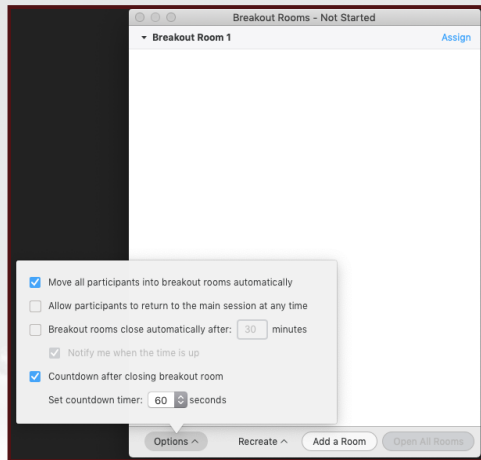 Breakout Rooms - Not Started
Breakout Room 1 Assign
Move all participants into breakout rooms automatically
Allow participants to return to the main session at any time
Breakout rooms close automatically after: 30 minutes
Notify me when the time is up
Countdown after closing breakout room
Set countdown timer: 60 seconds
Options Recreate Add a Room Open All Rooms